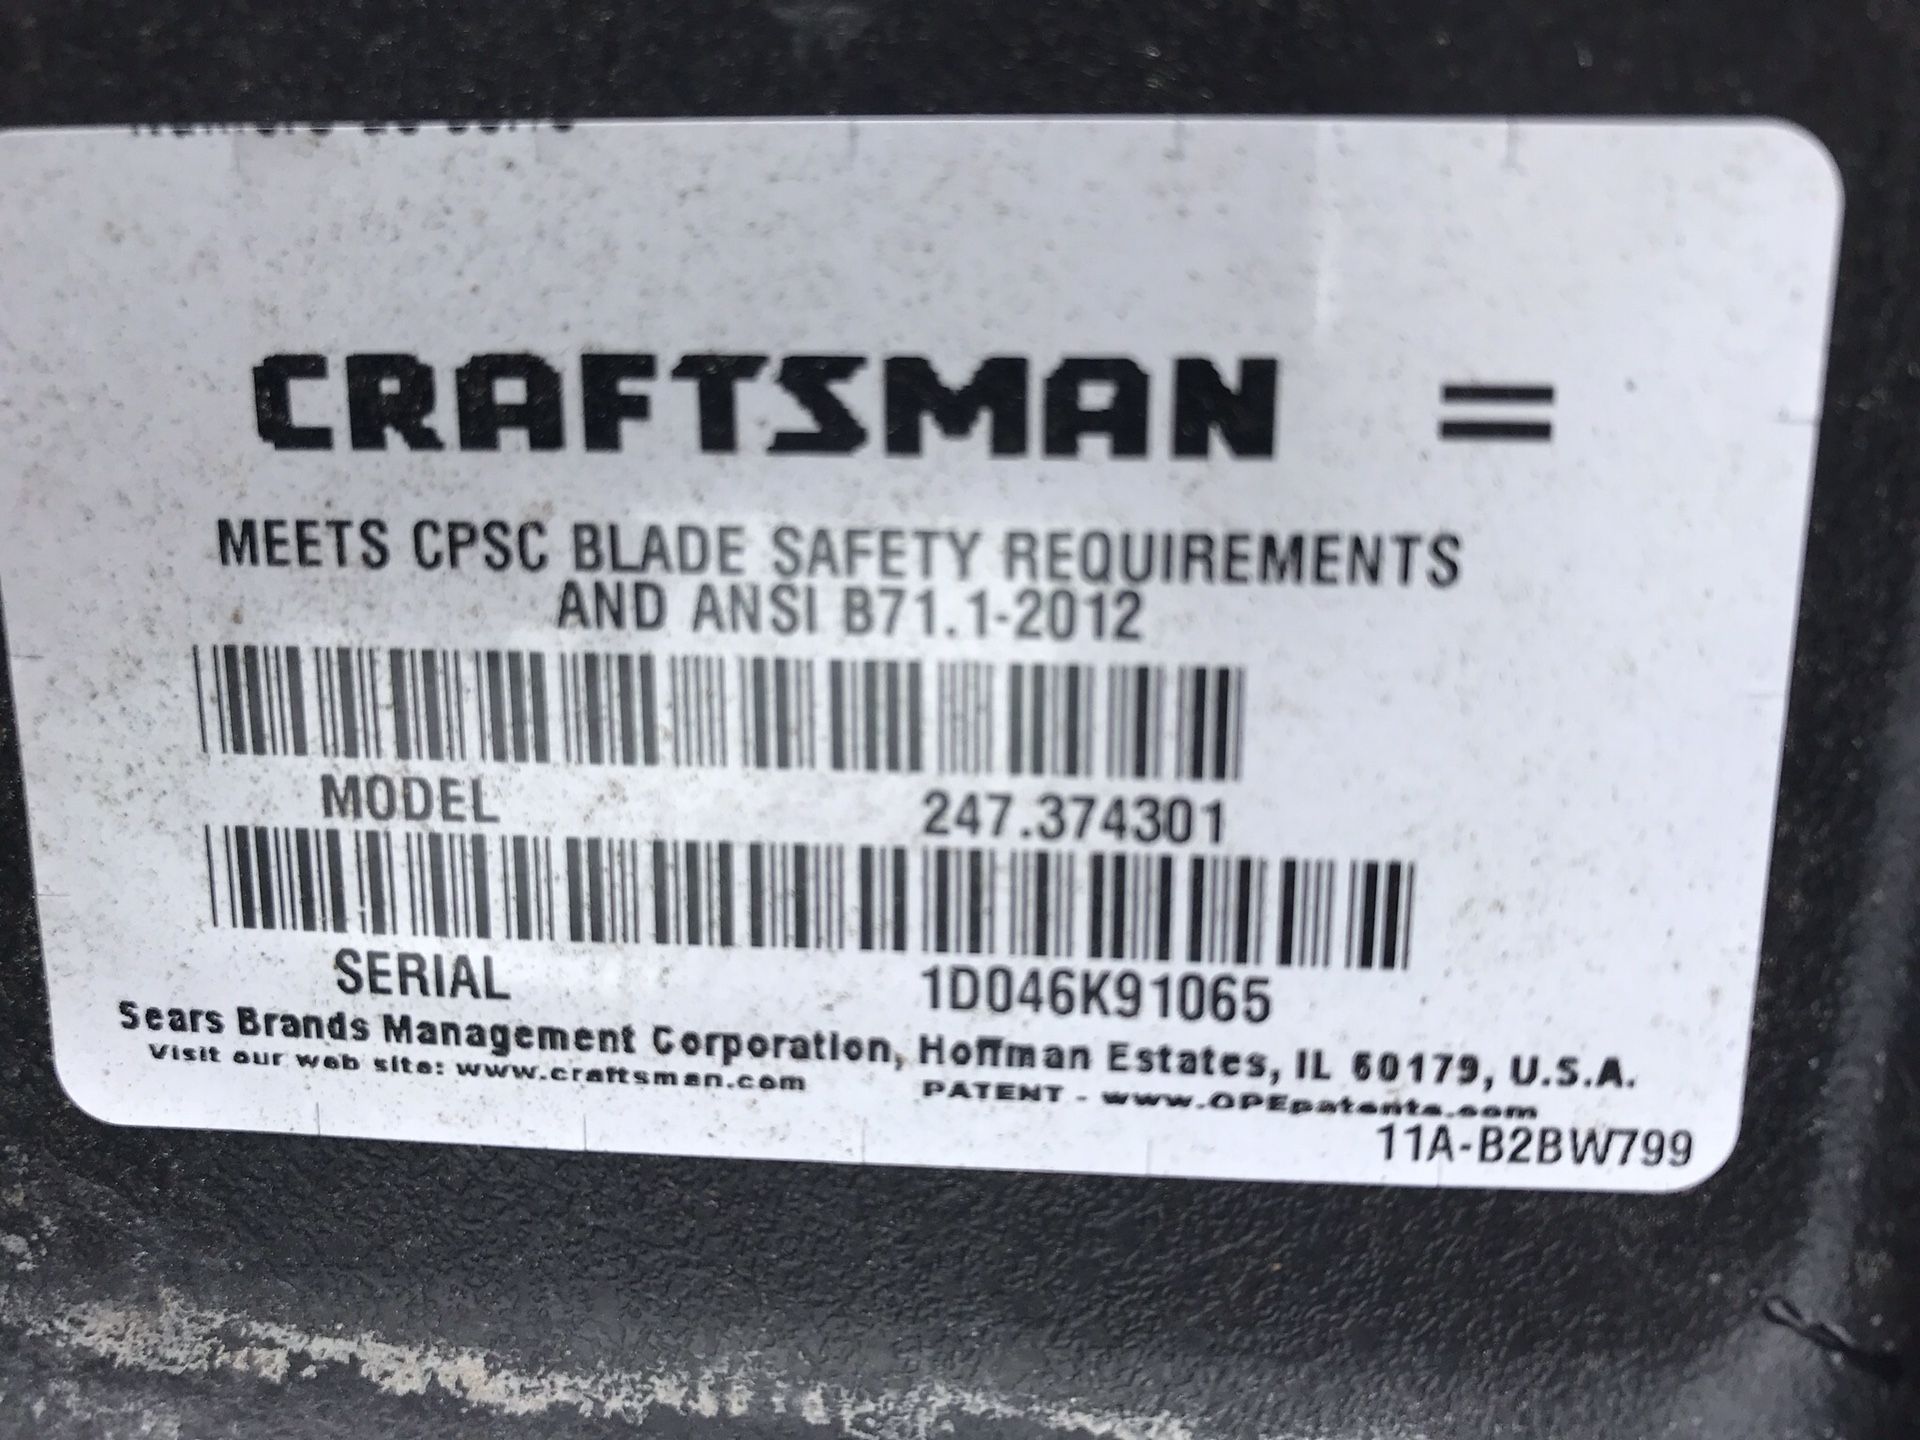 CRAFTSMAN =
MEETS CPSC BLADE SAFETY REQUIREMENTS
AND ANSI B71.1-2012
MODEL 247.374301
SERIAL 1D046K91065
Sears Brands Management Corporation, Hoffman Estates, IL 60179, U.S.A.
Visit our web site: www.craftsman.com PATENT - www.OPEpatents.com
11A-B2BW799